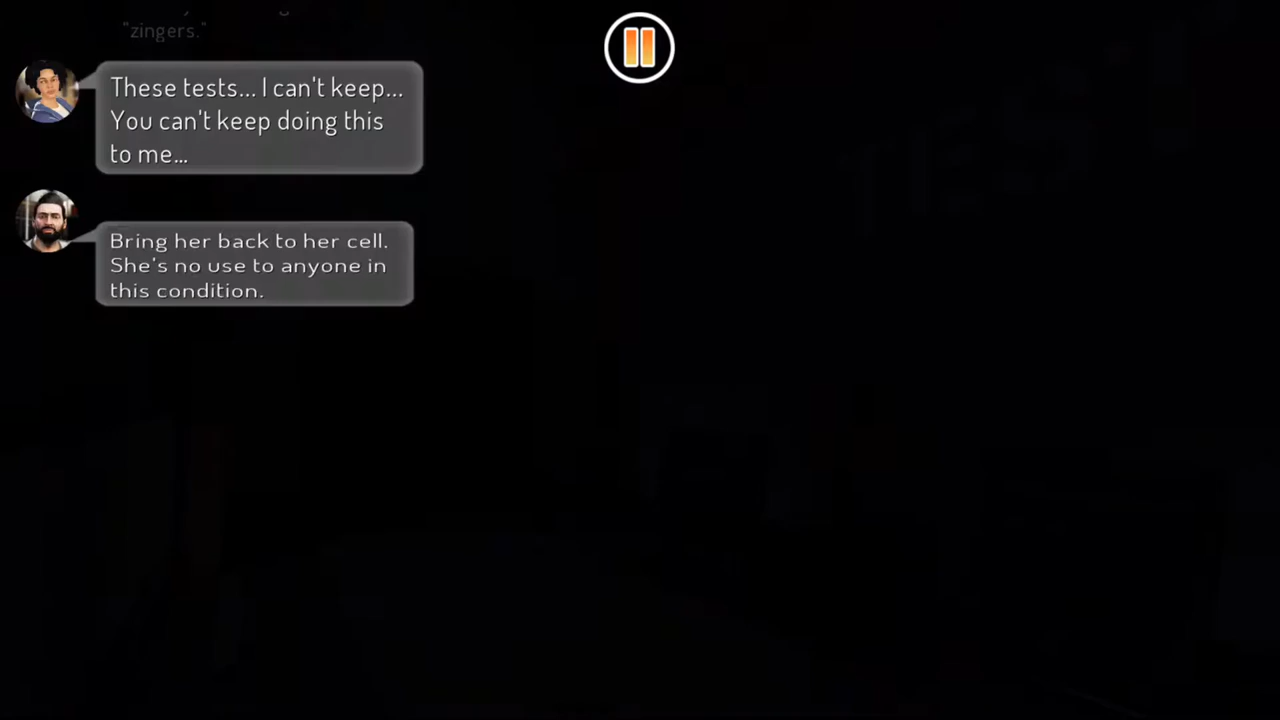 "zingers."
These tests... I can't keep...
You can't keep doing this
to me...
Bring her back to her cell.
She's no use to anyone in
this condition.